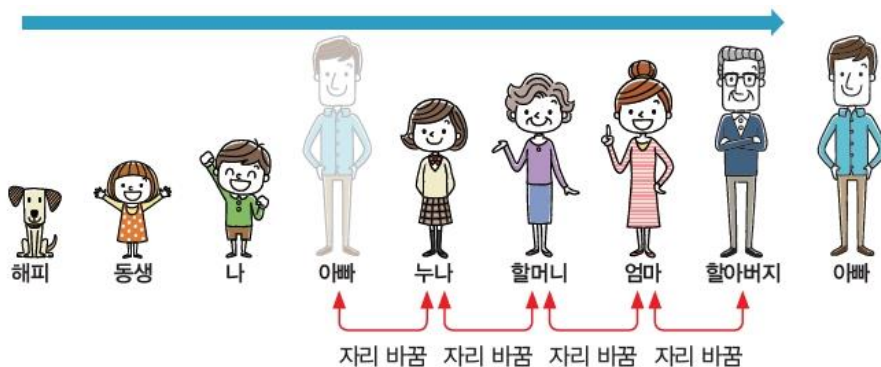 해피 동생 나 아빠 누나 할머니 엄마 할아버지 아빠
자리 바꿈 자리 바꿈 자리 바꿈 자리 바꿈